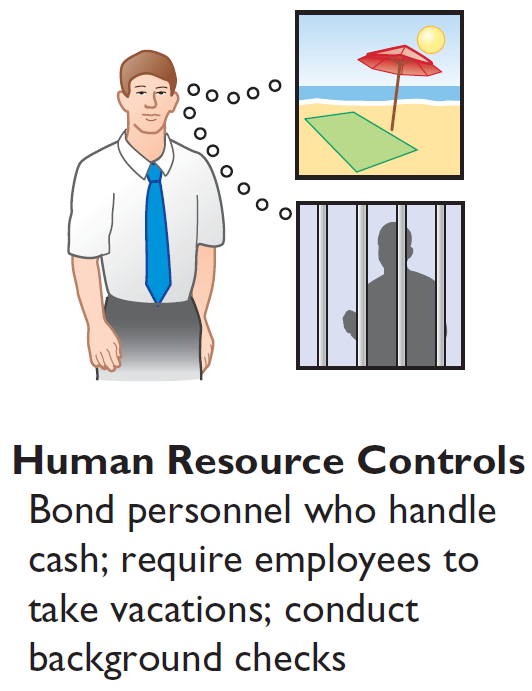 Human Resource Controls
Bond personnel who handle
cash; require employees to
take vacations; conduct
background checks